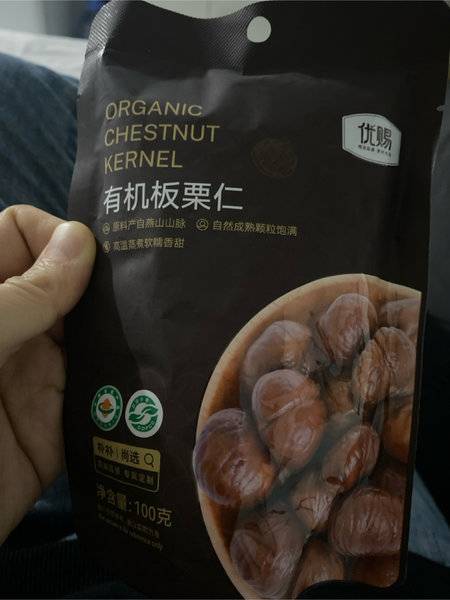 ORGANIC
CHESTNUT
KERNEL
优赐
有机板栗仁
原料产自燕山山脉 自然成熟颗粒饱满
高温蒸煮软糯香甜
尚选
净含量:100克